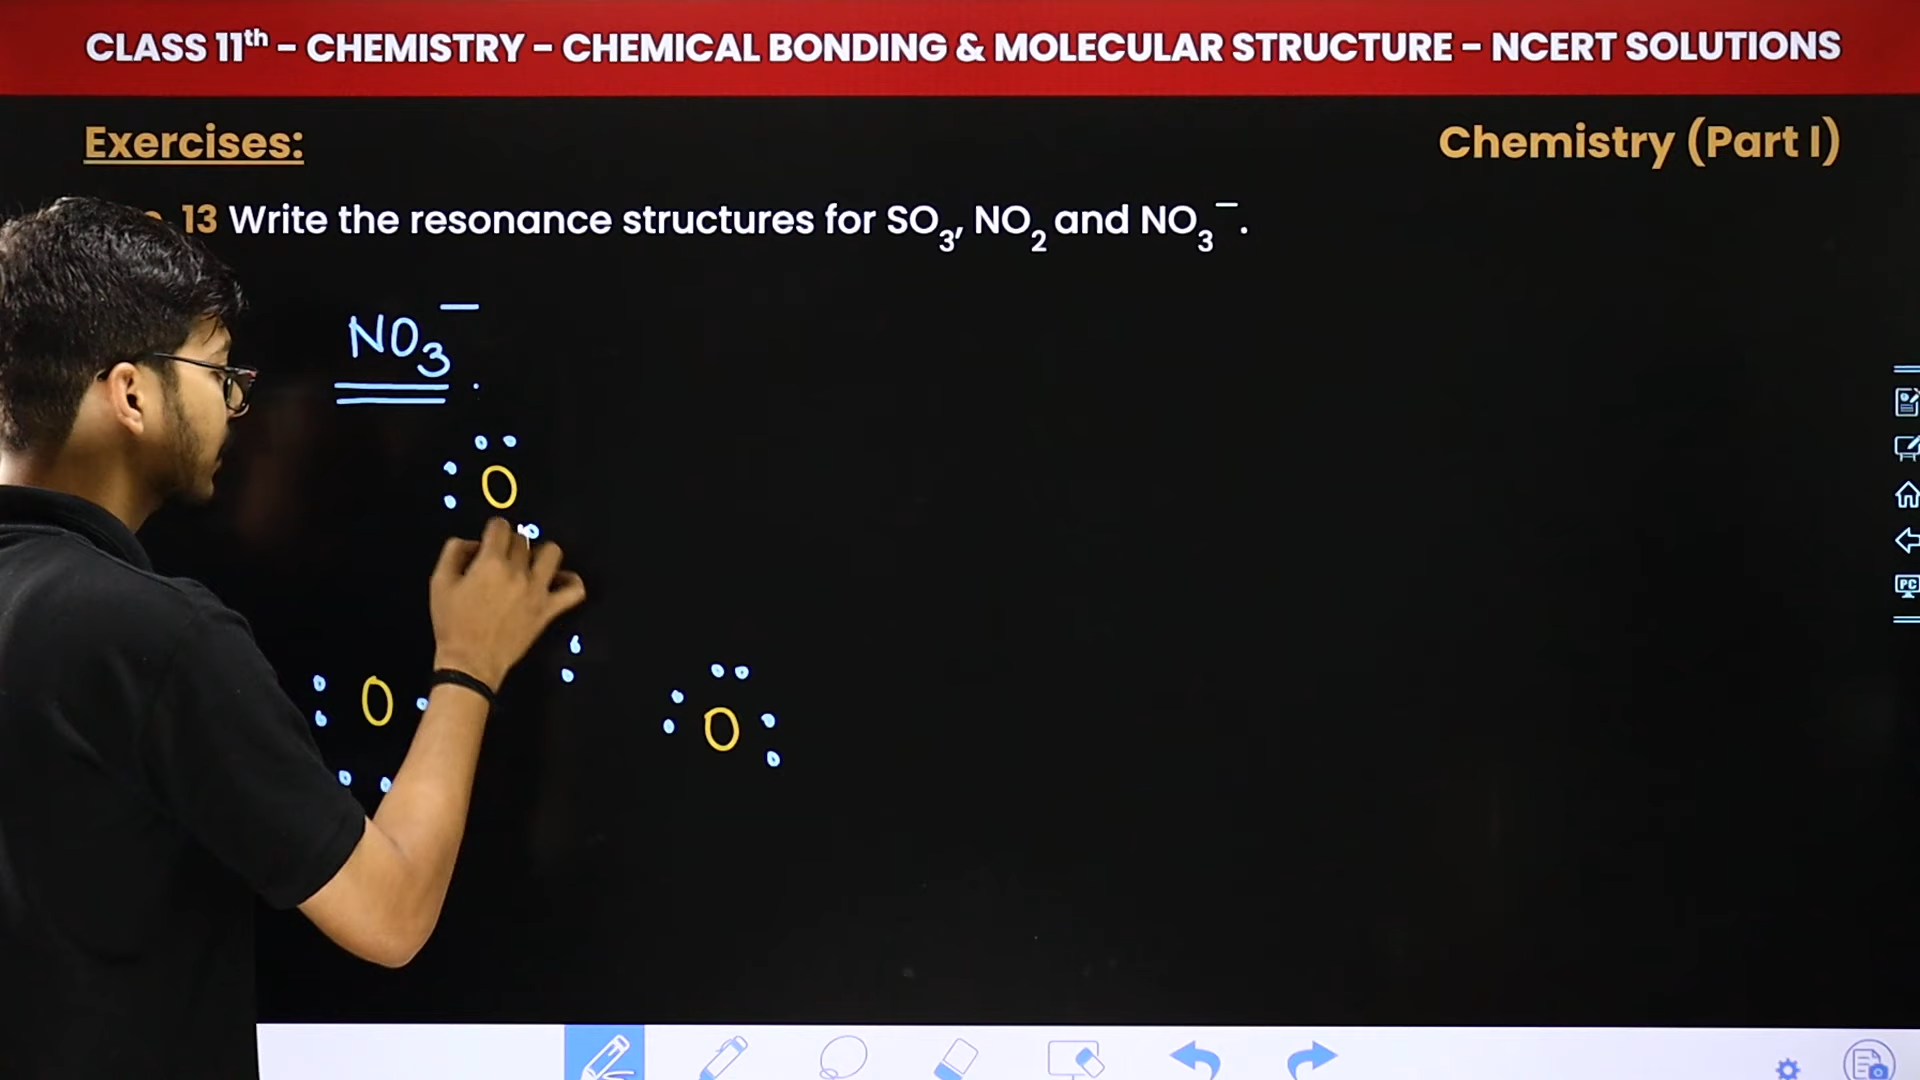 CLASS 11th – CHEMISTRY – CHEMICAL BONDING & MOLECULAR STRUCTURE – NCERT SOLUTIONS
Exercises:
Chemistry (Part I)
13 Write the resonance structures for SO₃, NO₂ and NO₃⁻.
NO₃⁻
O
O
O
PC